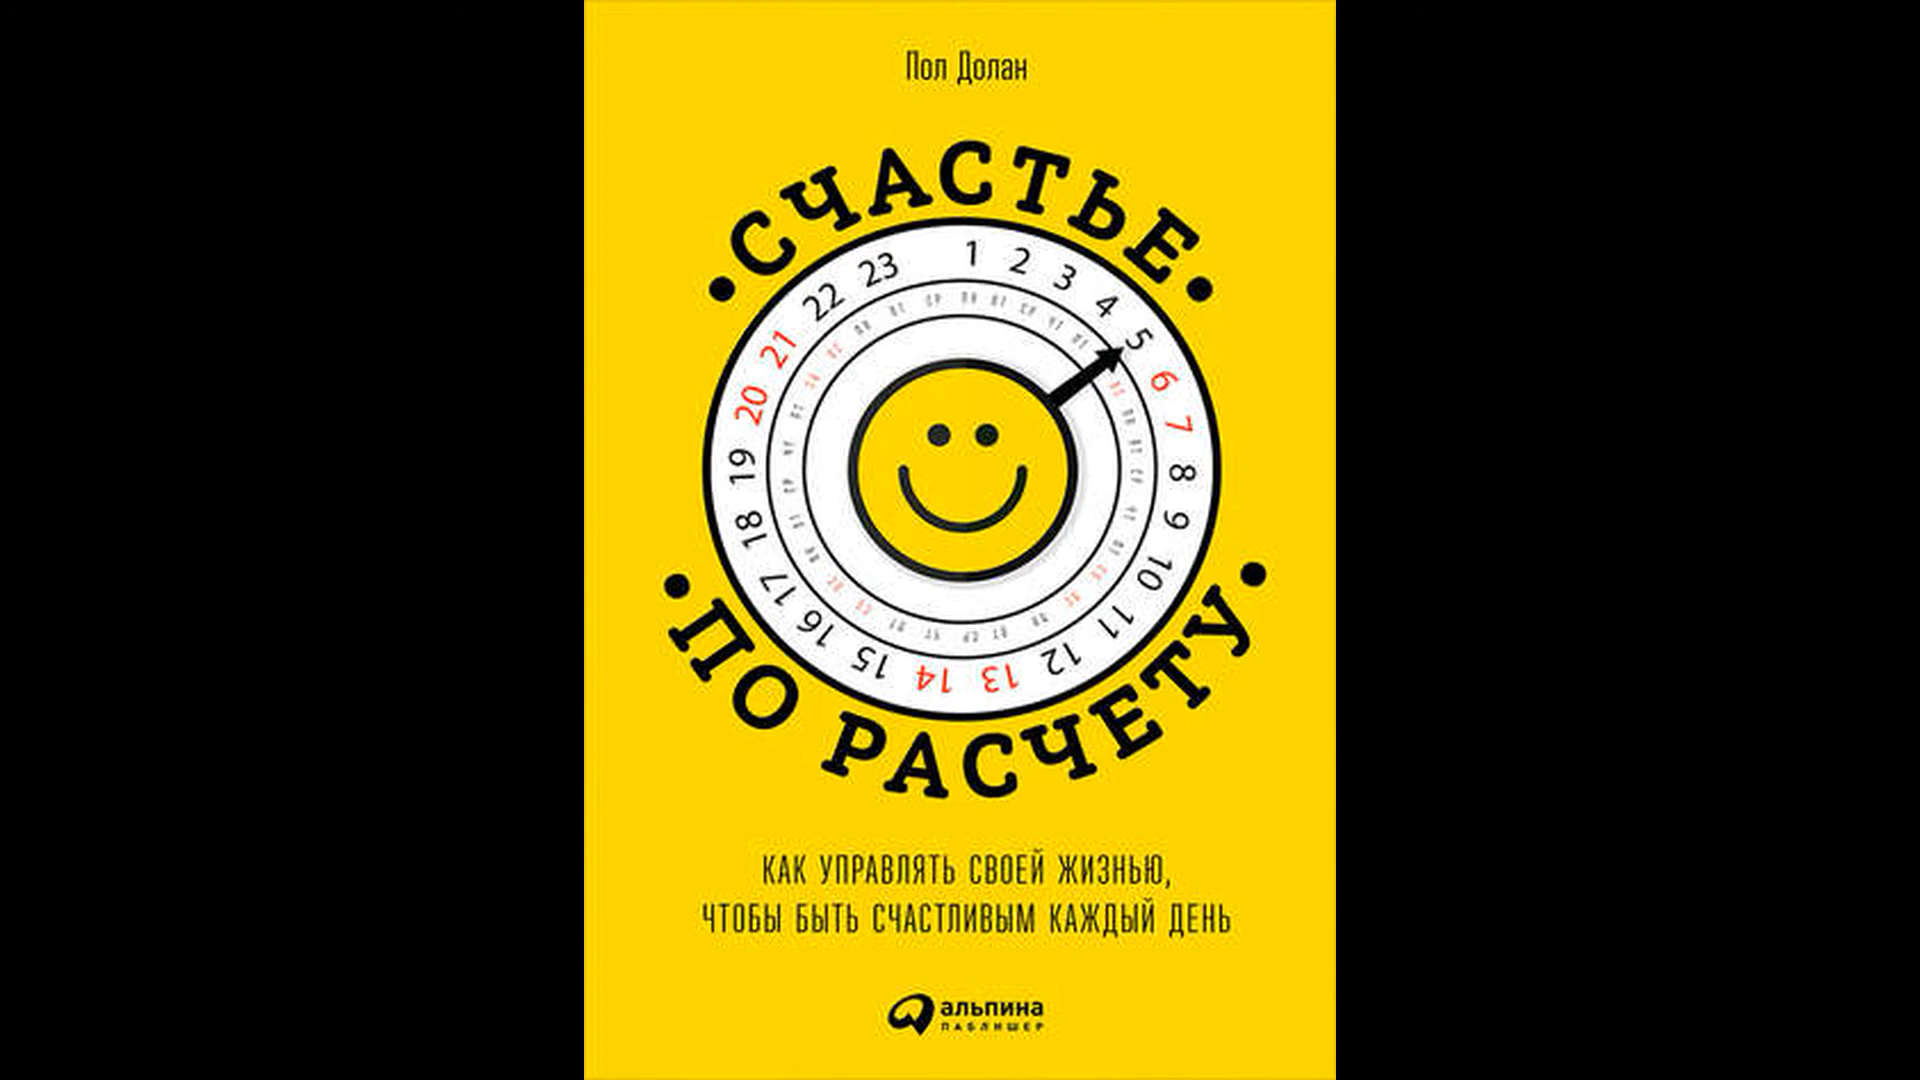 Пол Долан
СЧАСТЬЕ
1 2 3 4 5 6 7 8 9 10 11 12 13 14 15 16 17 18 19 20 21 22 23
ПО РАСЧЕТУ
КАК УПРАВЛЯТЬ СВОЕЙ ЖИЗНЬЮ,
ЧТОБЫ БЫТЬ СЧАСТЛИВЫМ КАЖДЫЙ ДЕНЬ
альпина
ПАБЛИШЕР